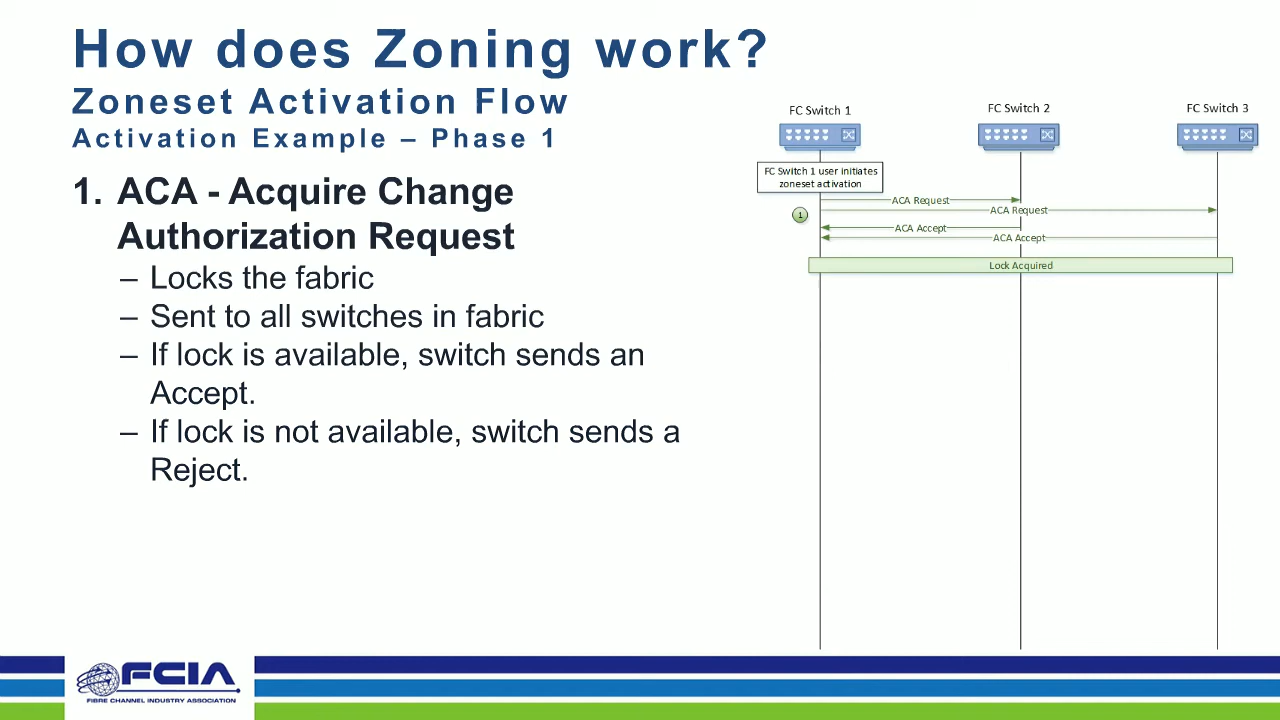 How does Zoning work?
Zoneset Activation Flow
Activation Example – Phase 1
1. ACA - Acquire Change
Authorization Request
– Locks the fabric
– Sent to all switches in fabric
– If lock is available, switch sends an
Accept.
– If lock is not available, switch sends a
Reject.
FC Switch 1
FC Switch 2
FC Switch 3
FC Switch 1 user initiates
zoneset activation
1
ACA Request
ACA Request
ACA Accept
ACA Accept
Lock Acquired
FCIA
FIBRE CHANNEL INDUSTRY ASSOCIATION